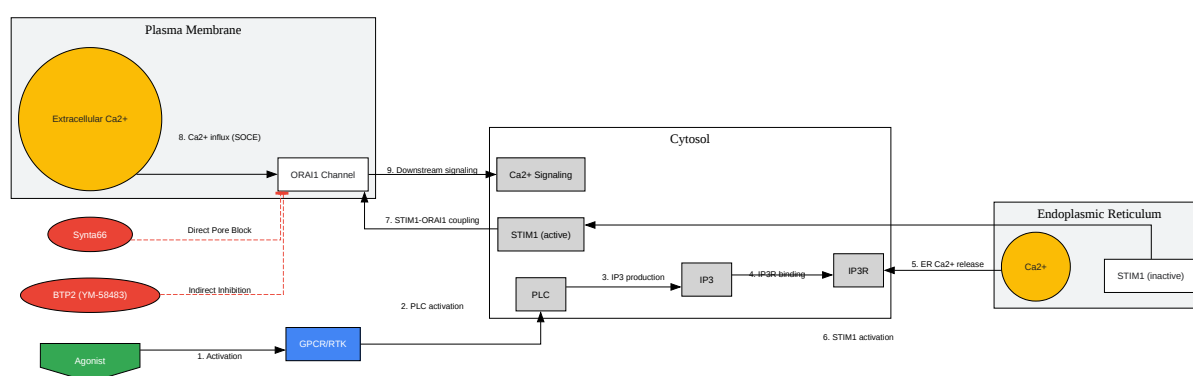 Plasma Membrane
Extracellular Ca2+
8. Ca2+ influx (SOCE)
ORAI1 Channel
9. Downstream signaling
Cytosol
Ca2+ Signaling
7. STIM1-ORAI1 coupling
STIM1 (active)
Endoplasmic Reticulum
Synta66
Direct Pore Block
3. IP3 production
4. IP3R binding
IP3R
5. ER Ca2+ release
Ca2+
STIM1 (inactive)
IP3
BTP2 (YM-58483)
Indirect Inhibition
PLC
2. PLC activation
6. STIM1 activation
GPCR/RTK
1. Activation
Agonist